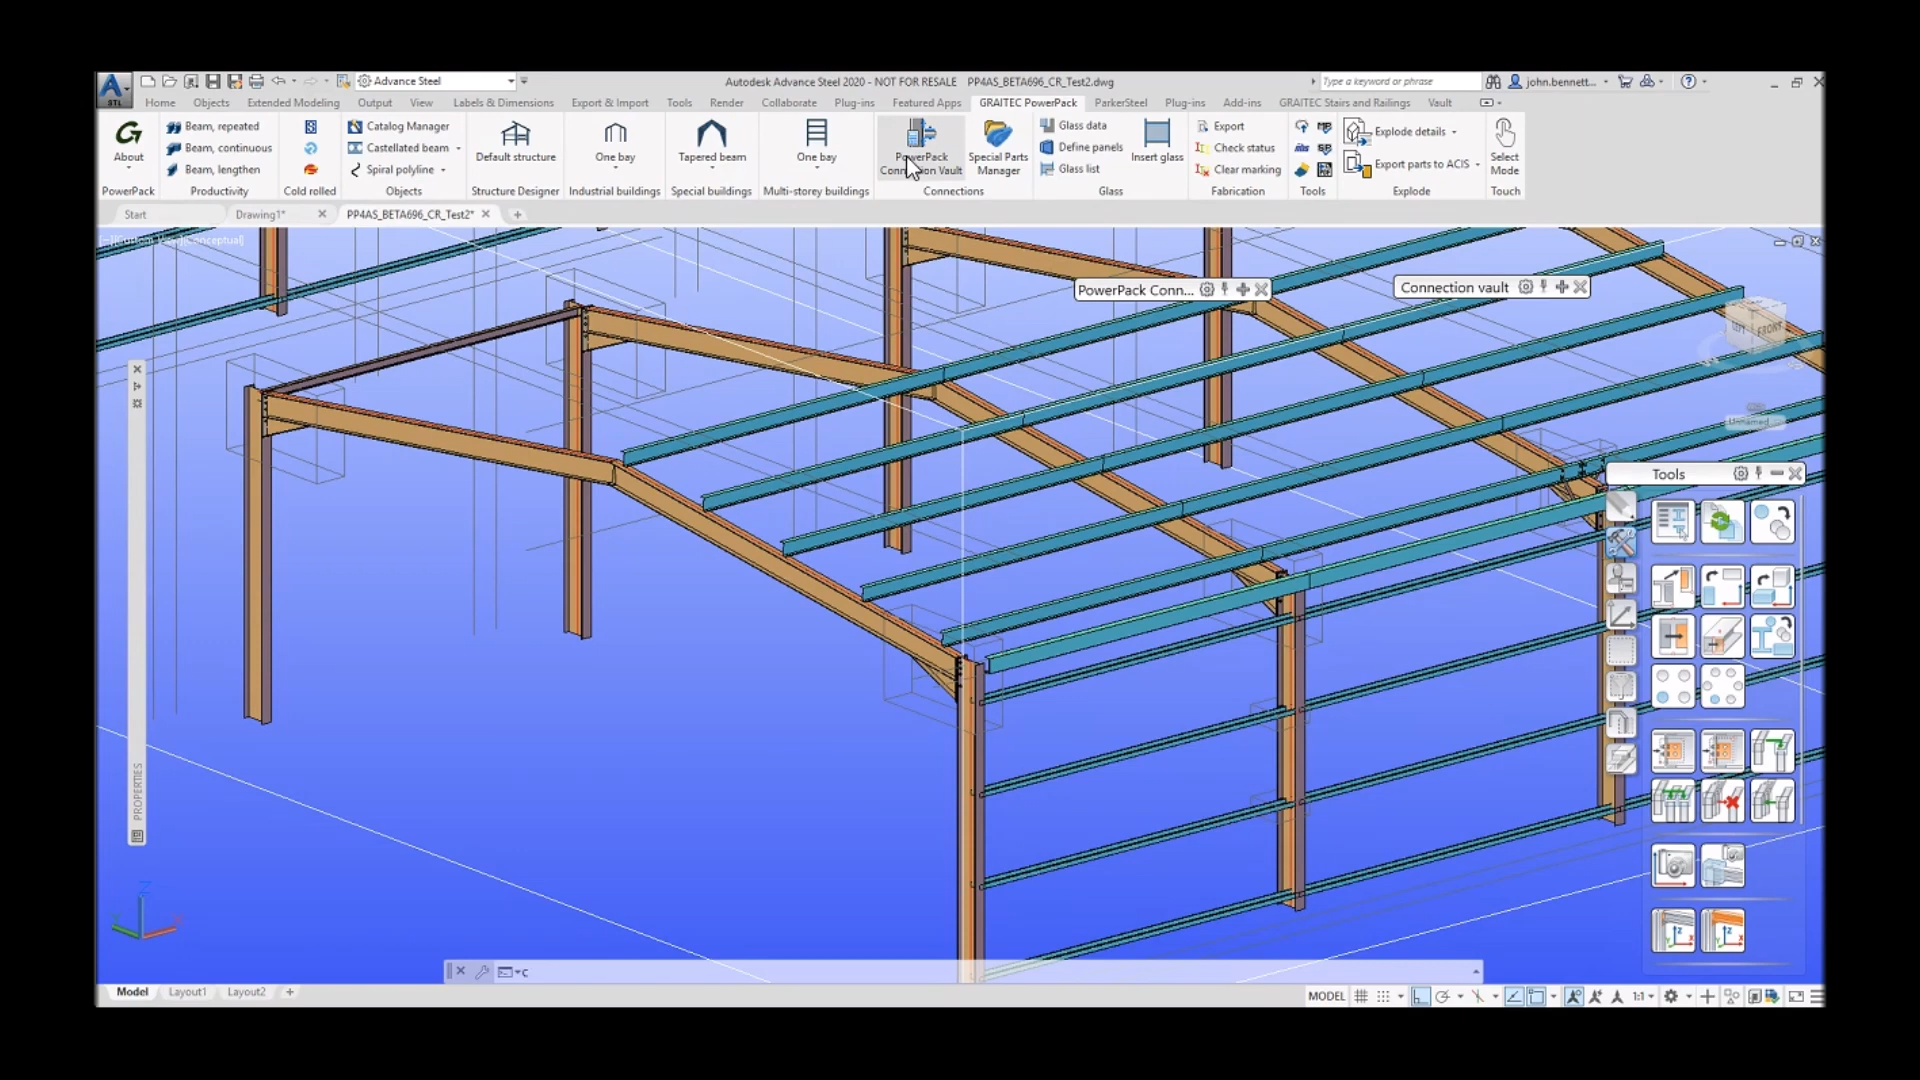 Advance Steel
Autodesk Advance Steel 2020 - NOT FOR RESALE PP4AS_BETA696_CR_Test2.dwg
Type a keyword or phrase
john.bennett...
STL
Home Objects Extended Modeling Output View Labels & Dimensions Export & Import Tools Render Collaborate Plug-ins Featured Apps GRAITEC PowerPack ParkerSteel Plug-ins Add-ins GRAITEC Stairs and Railings Vault
About
PowerPack
Beam, repeated
Beam, continuous
Beam, lengthen
Productivity
Cold rolled
Catalog Manager
Castellated beam
Spiral polyline
Objects
Default structure
Structure Designer
One bay
Industrial buildings
Tapered beam
Special buildings
One bay
Multi-storey buildings
PowerPack
Connection Vault
Special Parts
Manager
Connections
Glass data
Define panels
Glass list
Insert glass
Glass
Export
Check status
Clear marking
Fabrication
Tools
Explode details
Export parts to ACIS
Explode
Select
Mode
Touch
Start Drawing1* PP4AS_BETA696_CR_Test2*
PowerPack Conn...
Connection vault
LEFT FRONT
Unnamed
Tools
PROPERTIES
Z
c
Model Layout1 Layout2
MODEL 1:1